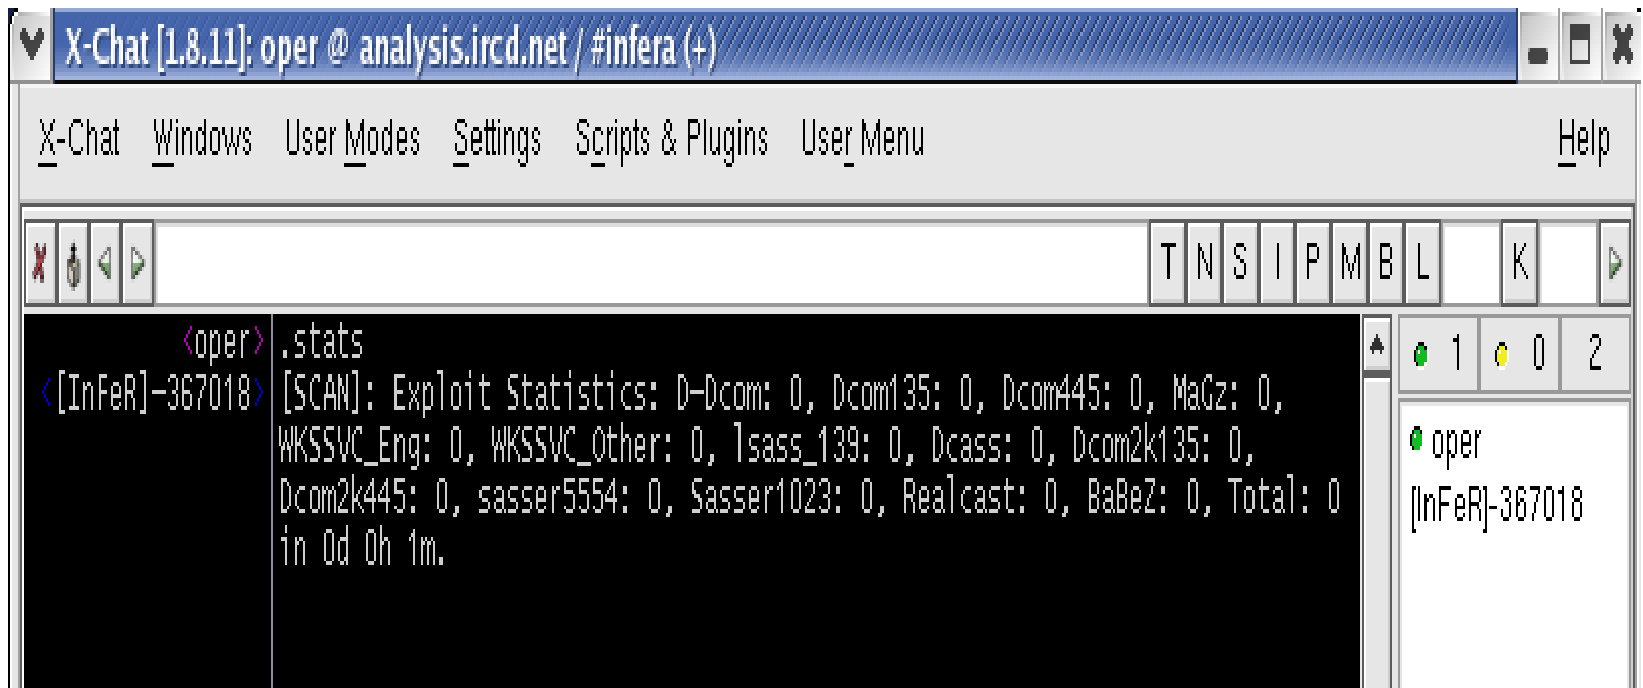 X-Chat [1.8.11]: oper @ analysis.ircd.net / #infera (+)
X-Chat Windows User Modes Settings Scripts & Plugins User Menu Help
X T N S I P M B L K
<oper> .stats
<[InFeR]-367018> [SCAN]: Exploit Statistics: D-Dcom: 0, Dcom135: 0, Dcom445: 0, MaGz: 0,
WKSSVC_Eng: 0, WKSSVC_Other: 0, lsass_139: 0, Dcass: 0, Dcom2k135: 0,
Dcom2k445: 0, sasser5554: 0, Sasser1023: 0, Realcast: 0, BaBeZ: 0, Total: 0
in 0d 0h 1m.
1 0 2
oper
[InFeR]-367018